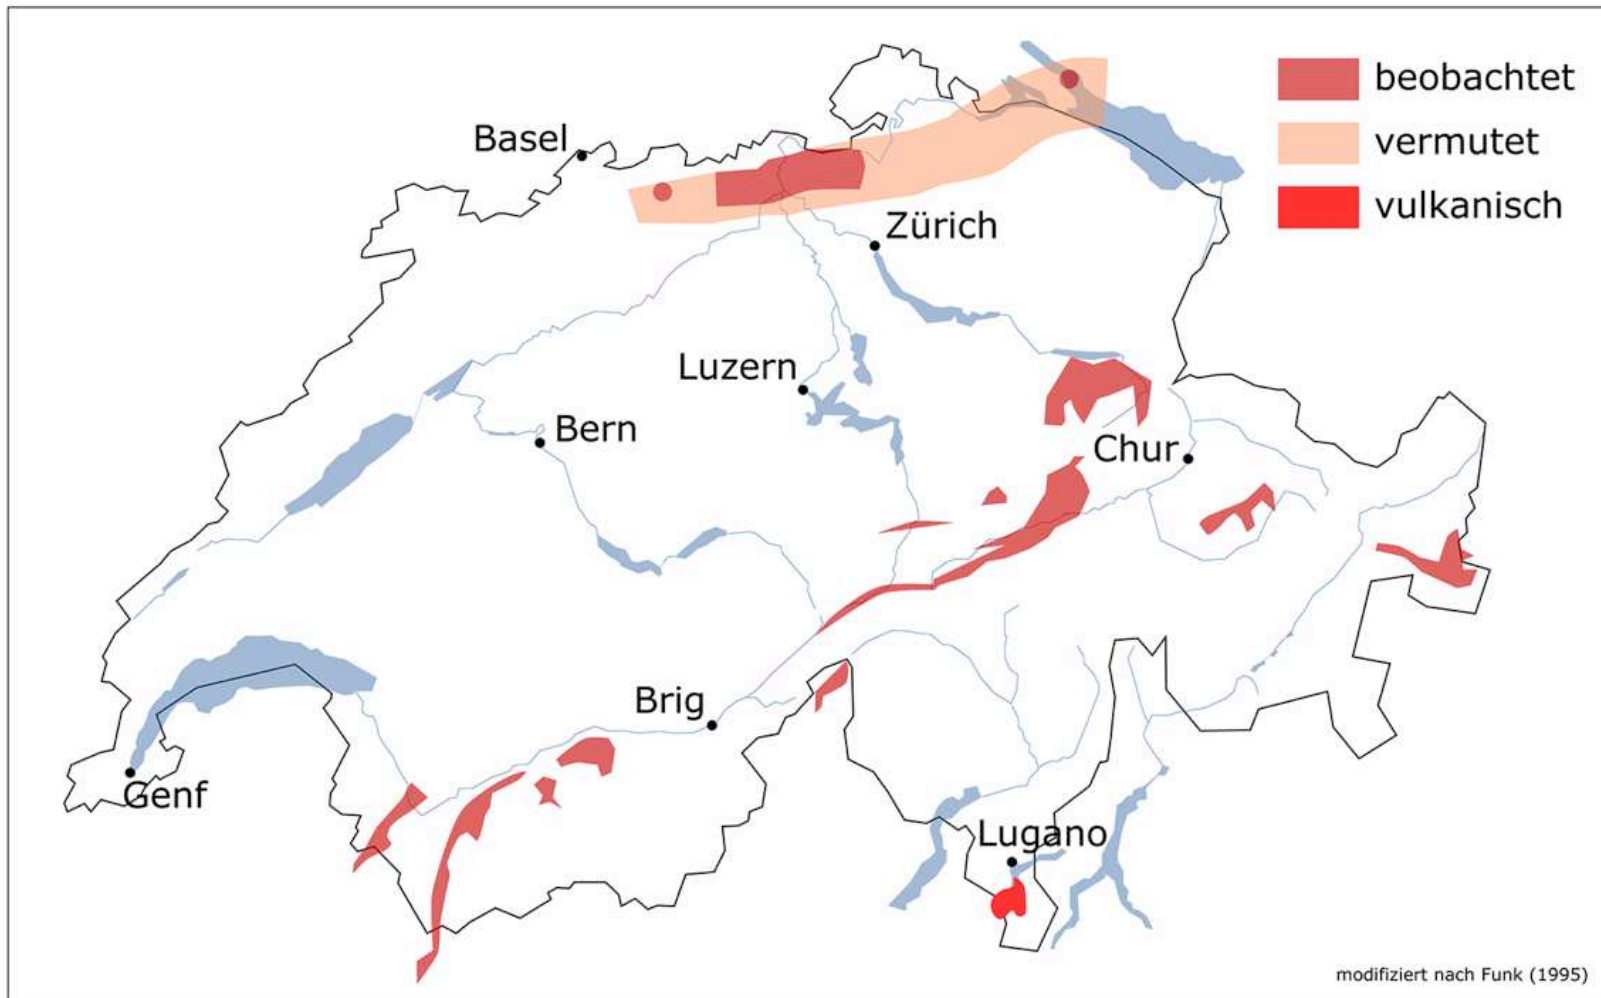 beobachtet
vermutet
vulkanisch
Basel
Zürich
Luzern
Bern
Chur
Brig
Genf
Lugano
modifiziert nach Funk (1995)